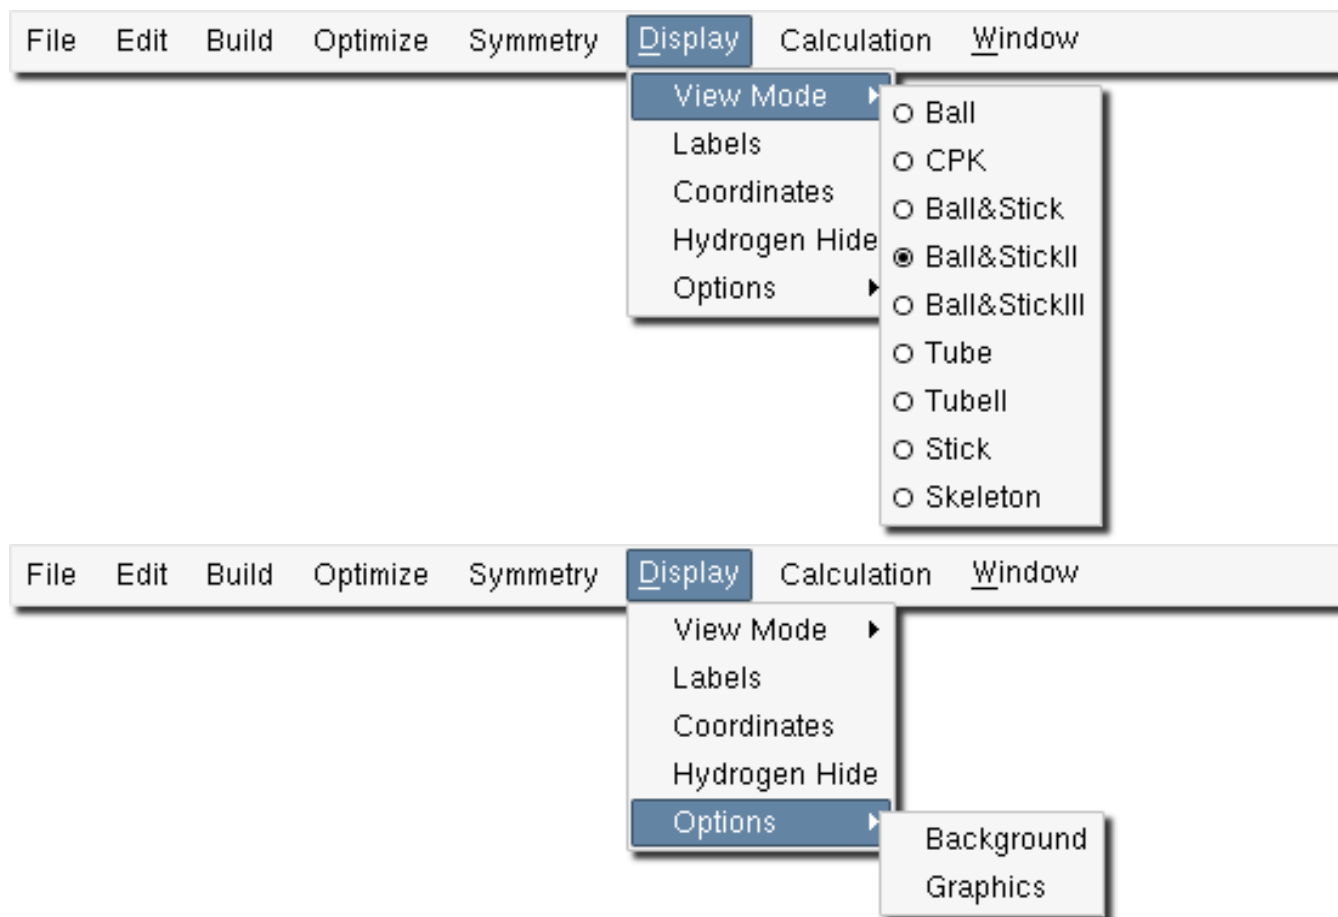 File Edit Build Optimize Symmetry Display Calculation Window
View Mode
Labels
Coordinates
Hydrogen Hide
Options
Ball
CPK
Ball&Stick
Ball&StickII
Ball&StickIII
Tube
TubeII
Stick
Skeleton
File Edit Build Optimize Symmetry Display Calculation Window
View Mode
Labels
Coordinates
Hydrogen Hide
Options
Background
Graphics